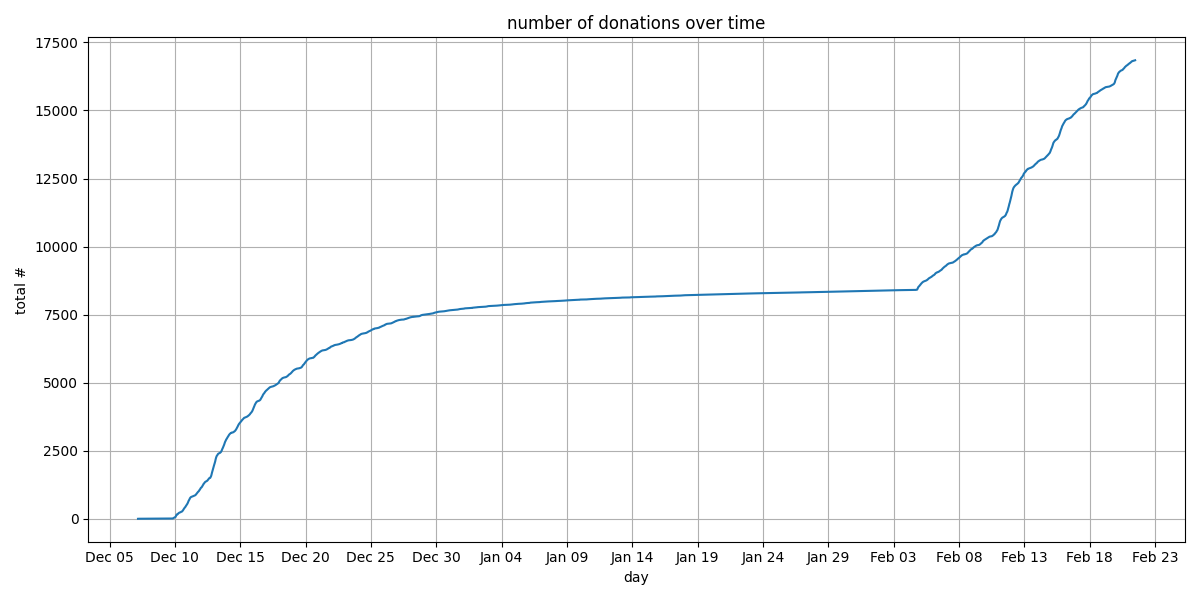 number of donations over time
17500
15000
12500
10000
7500
5000
2500
0
total #
Dec 05 Dec 10 Dec 15 Dec 20 Dec 25 Dec 30 Jan 04 Jan 09 Jan 14 Jan 19 Jan 24 Jan 29 Feb 03 Feb 08 Feb 13 Feb 18 Feb 23
day